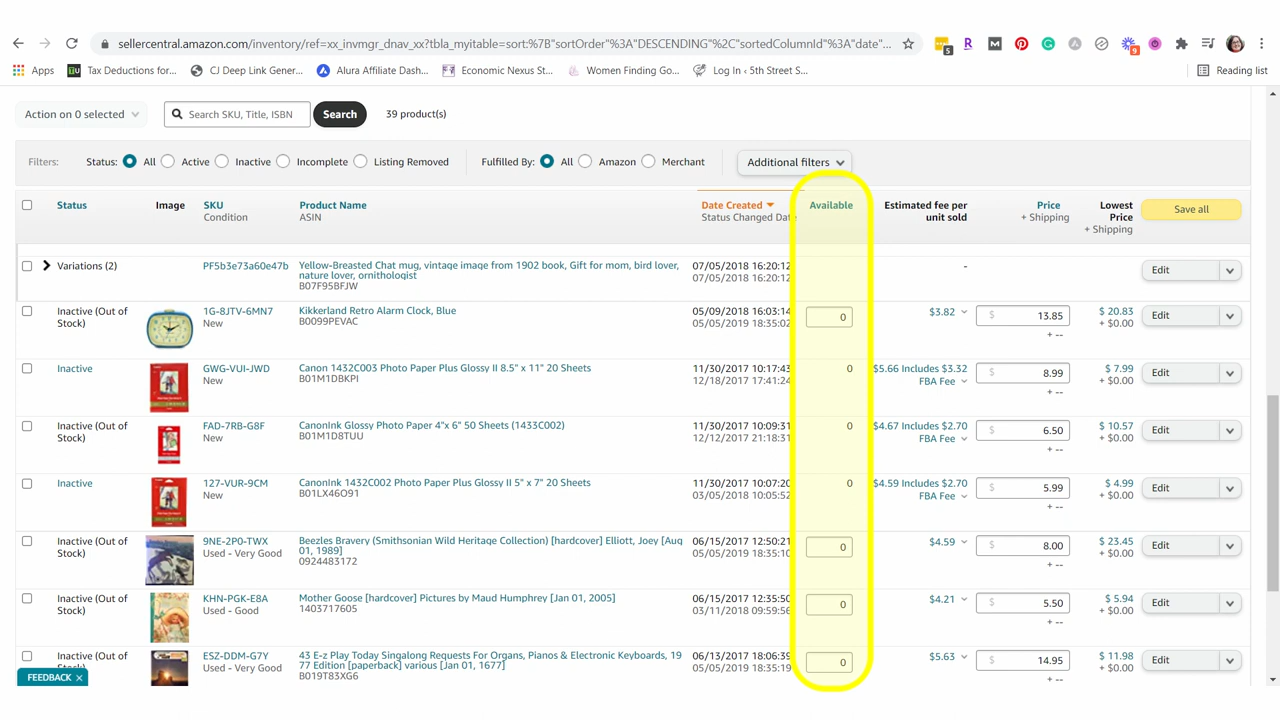 sellercentral.amazon.com/inventory/ref=xx_invmgr_dnav_xx?tbla_myitable=sort:%7B"sortOrder"%3A"DESCENDING"%2C"sortedColumnId"%3A"date"...
5
9
Apps Tax Deductions for... CJ Deep Link Gener... Alura Affiliate Dash... Economic Nexus St... Women Finding Go... Log In ‹ 5th Street S... Reading list
Action on 0 selected Search SKU, Title, ISBN Search 39 product(s)
Filters: Status: All Active Inactive Incomplete Listing Removed Fulfilled By: All Amazon Merchant Additional filters
Status Image SKU Product Name Date Created Available Estimated fee per Price Lowest Save all
Condition ASIN Status Changed Date unit sold + Shipping Price
+ Shipping
Variations (2) PF5b3e73a60e47b Yellow-Breasted Chat mug, vintage image from 1902 book, Gift for mom, bird lover, 07/05/2018 16:20:12 - Edit
nature lover, ornithologist 07/05/2018 16:20:12
B07F95BFJW
Inactive (Out of 1G-8JTV-6MN7 Kikkerland Retro Alarm Clock, Blue 05/09/2018 16:03:14 0 $3.82 $ 13.85 $ 20.83 Edit
Stock) New B0099PEVAC 05/05/2019 18:35:02 + -- + $0.00
Inactive GWG-VUI-JWD Canon 1432C003 Photo Paper Plus Glossy II 8.5" x 11" 20 Sheets 11/30/2017 10:17:43 0 $5.66 Includes $3.32 $ 8.99 $ 7.99 Edit
New B01M1DBKPI 12/18/2017 17:41:24 FBA Fee + -- + $0.00
Inactive (Out of FAD-7RB-G8F CanonInk Glossy Photo Paper 4"x 6" 50 Sheets (1433C002) 11/30/2017 10:09:31 0 $4.67 Includes $2.70 $ 6.50 $ 10.57 Edit
Stock) New B01M1D8TUU 12/12/2017 21:18:31 FBA Fee + -- + $0.00
Inactive 127-VUR-9CM CanonInk 1432C002 Photo Paper Plus Glossy II 5" x 7" 20 Sheets 11/30/2017 10:07:20 0 $4.59 Includes $2.70 $ 5.99 $ 4.99 Edit
New B01LX46O91 03/05/2018 10:05:52 FBA Fee + -- + $0.00
Inactive (Out of 9NE-2P0-TWX Beezles Bravery (Smithsonian Wild Heritage Collection) [hardcover] Elliott, Joey [Aug 06/15/2017 12:50:21 0 $4.59 $ 8.00 $ 23.45 Edit
Stock) Used - Very Good 01, 1989] 05/05/2019 18:35:10 + -- + $0.00
0924483172
Inactive (Out of KHN-PGK-E8A Mother Goose [hardcover] Pictures by Maud Humphrey [Jan 01, 2005] 06/15/2017 12:35:50 0 $4.21 $ 5.50 $ 5.94 Edit
Stock) Used - Good 1403717605 03/11/2018 09:59:56 + -- + $0.00
Inactive (Out of ESZ-DDM-G7Y 43 E-z Play Today Singalong Requests For Organs, Pianos & Electronic Keyboards, 19 06/13/2017 18:06:39 0 $5.63 $ 14.95 $ 11.98 Edit
Stock) Used - Very Good 77 Edition [paperback] various [Jan 01, 1677] 05/05/2019 18:35:19 + -- + $0.00
B019T83XG6
FEEDBACK ×